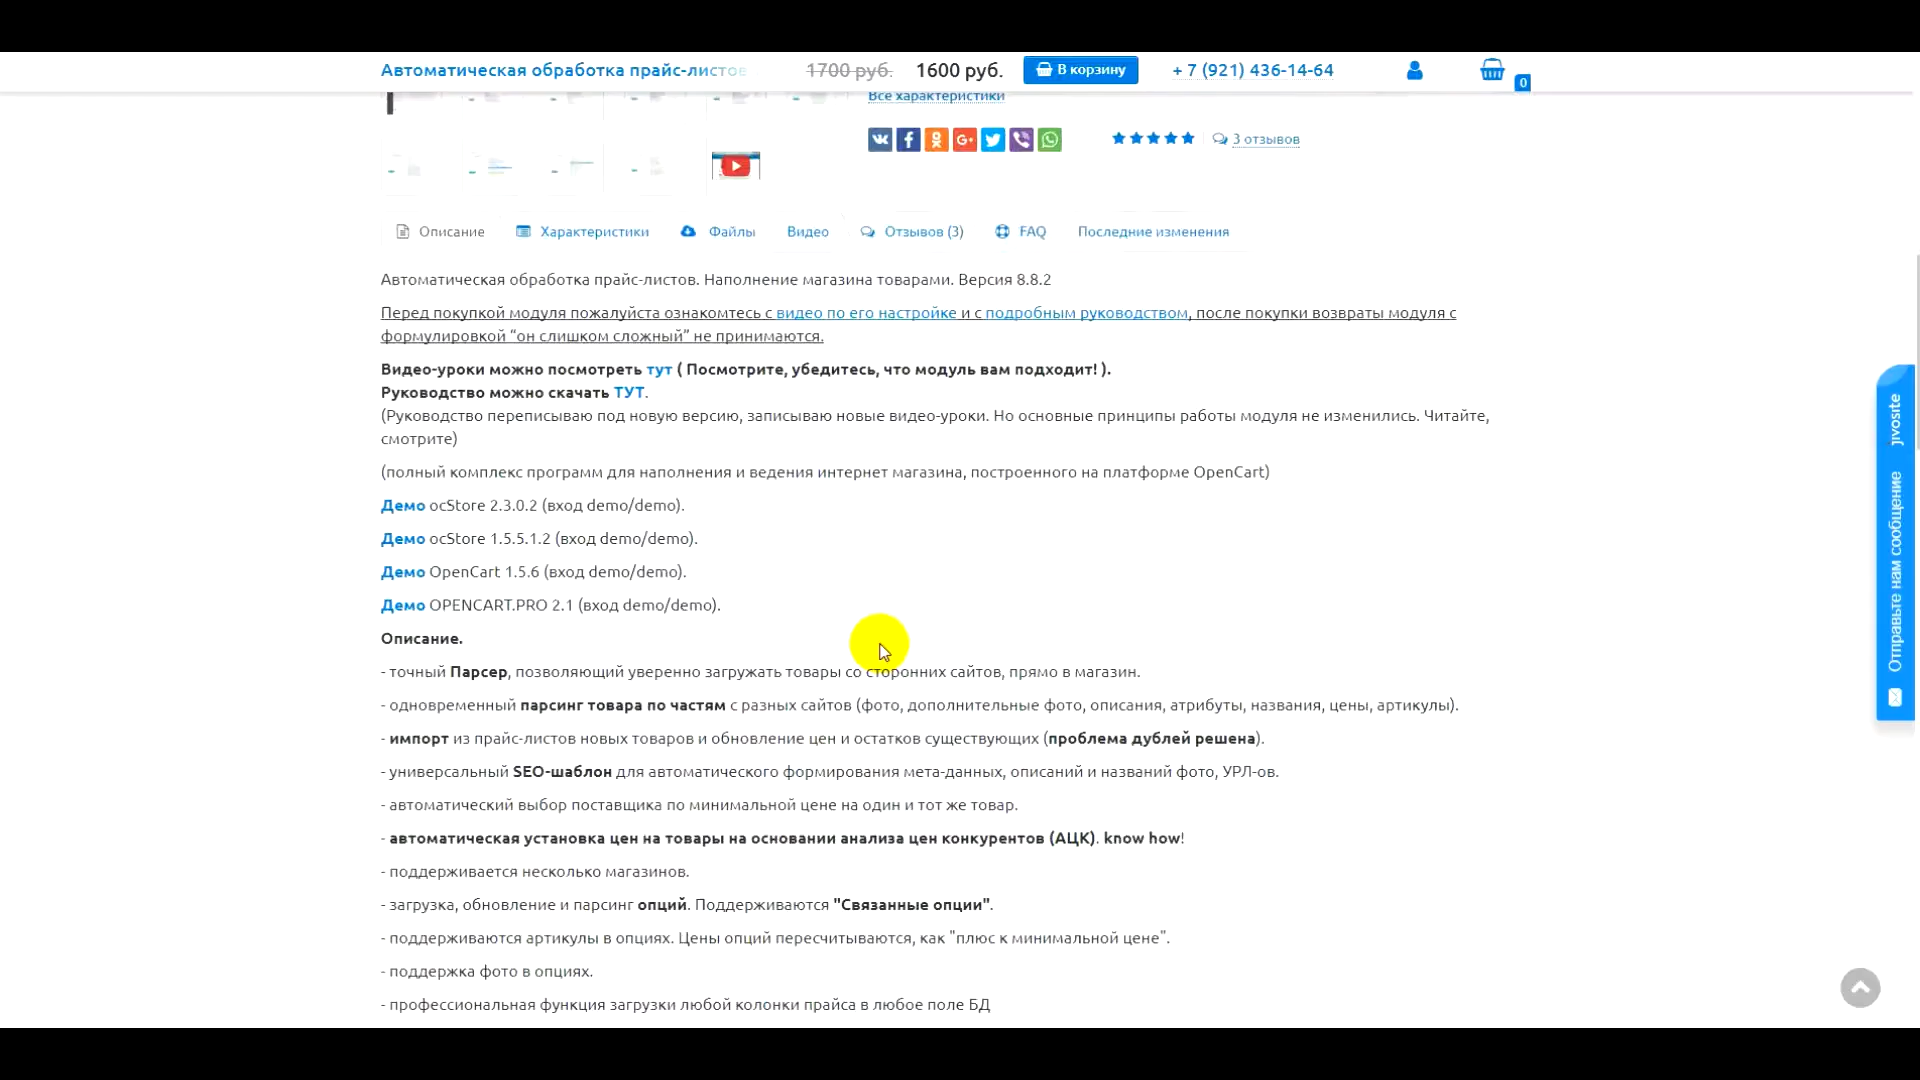 Автоматическая обработка прайс-листов 1700 руб. 1600 руб. В корзину + 7 (921) 436-14-64 0
Все характеристики
3 отзывов
Описание Характеристики Файлы Видео Отзывов (3) FAQ Последние изменения
Автоматическая обработка прайс-листов. Наполнение магазина товарами. Версия 8.8.2
Перед покупкой модуля пожалуйста ознакомтесь с видео по его настройке и с подробным руководством, после покупки возвраты модуля с
формулировкой “он слишком сложный” не принимаются.
Видео-уроки можно посмотреть тут ( Посмотрите, убедитесь, что модуль вам подходит! ).
Руководство можно скачать ТУТ.
(Руководство переписываю под новую версию, записываю новые видео-уроки. Но основные принципы работы модуля не изменились. Читайте,
смотрите)
(полный комплекс программ для наполнения и ведения интернет магазина, построенного на платформе OpenCart)
Демо ocStore 2.3.0.2 (вход demo/demo).
Демо ocStore 1.5.5.1.2 (вход demo/demo).
Демо OpenCart 1.5.6 (вход demo/demo).
Демо OPENCART.PRO 2.1 (вход demo/demo).
Описание.
- точный Парсер, позволяющий уверенно загружать товары со сторонних сайтов, прямо в магазин.
- одновременный парсинг товара по частям с разных сайтов (фото, дополнительные фото, описания, атрибуты, названия, цены, артикулы).
- импорт из прайс-листов новых товаров и обновление цен и остатков существующих (проблема дублей решена).
- универсальный SEO-шаблон для автоматического формирования мета-данных, описаний и названий фото, УРЛ-ов.
- автоматический выбор поставщика по минимальной цене на один и тот же товар.
- автоматическая установка цен на товары на основании анализа цен конкурентов (АЦК). know how!
- поддерживается несколько магазинов.
- загрузка, обновление и парсинг опций. Поддерживаются "Связанные опции".
- поддерживаются артикулы в опциях. Цены опций пересчитываются, как "плюс к минимальной цене".
- поддержка фото в опциях.
- профессиональная функция загрузки любой колонки прайса в любое поле БД
Отправьте нам сообщение jivosite